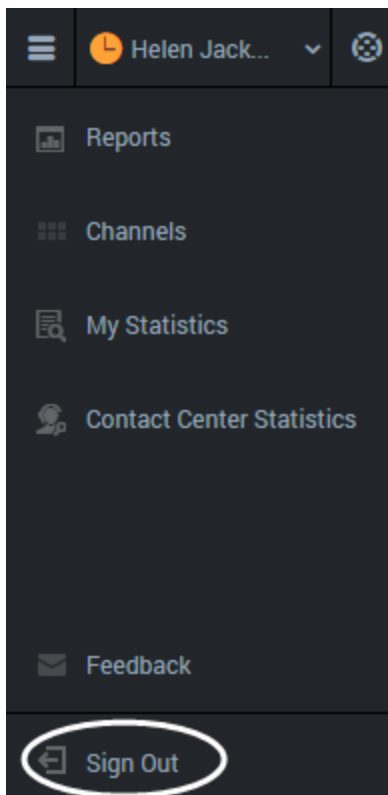 Helen Jack...
Reports
Channels
My Statistics
Contact Center Statistics
Feedback
Sign Out